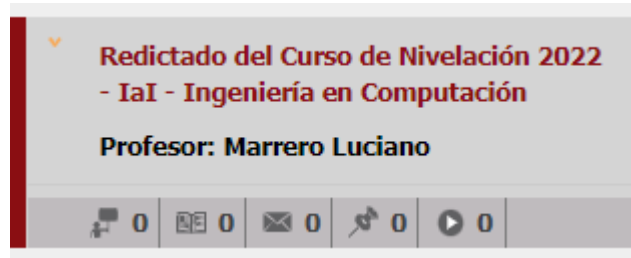 Redictado del Curso de Nivelación 2022
- IaI - Ingeniería en Computación
Profesor: Marrero Luciano
0 0 0 0 0